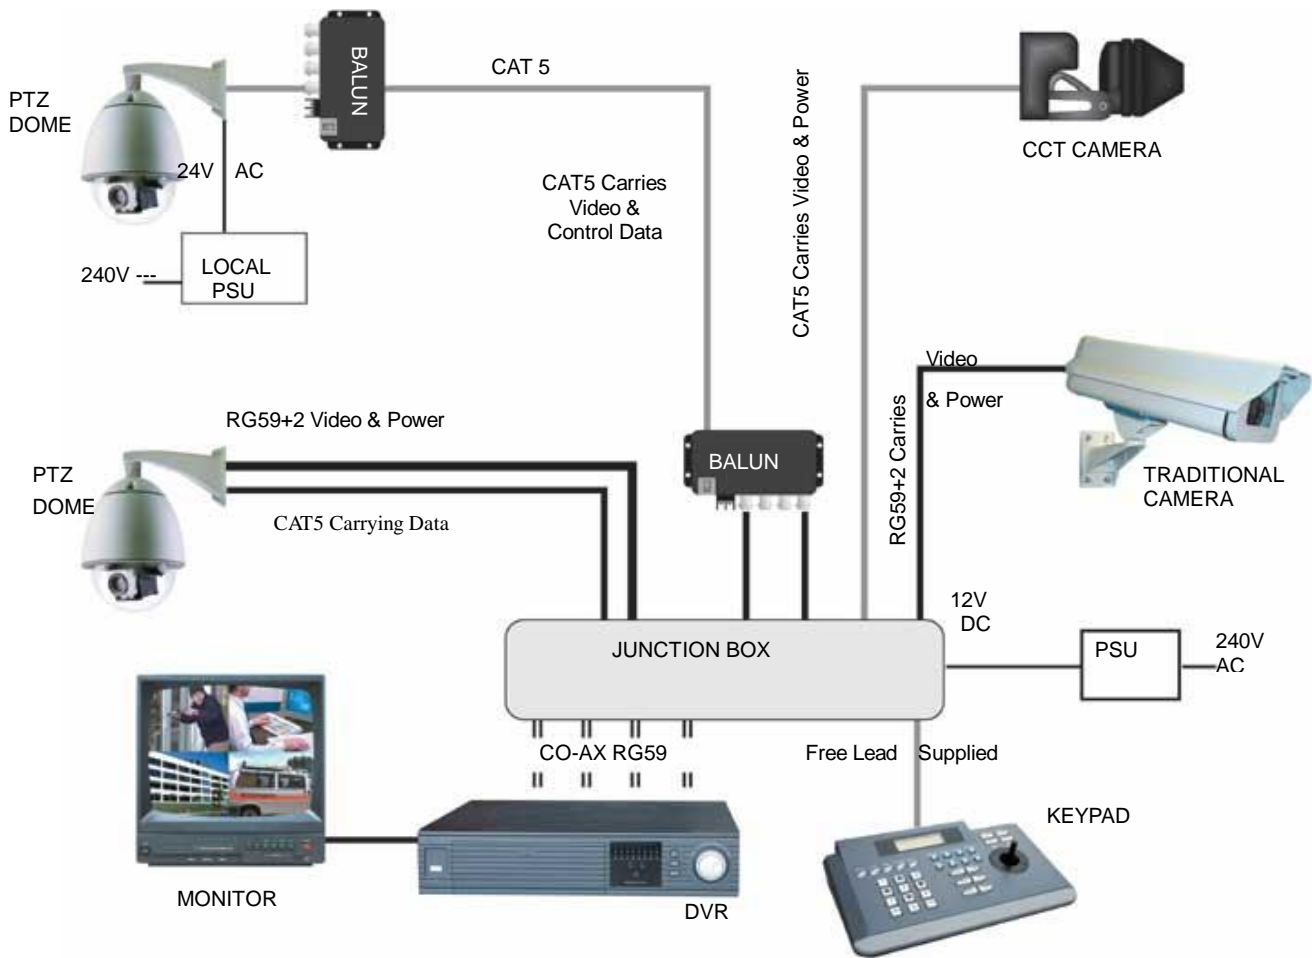 BALUN
CAT 5
PTZ
DOME
24V AC
CAT5 Carries Video & Power
CCT CAMERA
CAT5 Carries
Video &
Control Data
240V ---
LOCAL
PSU
Video
& Power
RG59+2 Carries
RG59+2 Video & Power
BALUN
PTZ
DOME
CAT5 Carrying Data
TRADITIONAL
CAMERA
12V
DC
JUNCTION BOX
PSU
240V
AC
CO-AX RG59
Free Lead Supplied
KEYPAD
MONITOR
DVR